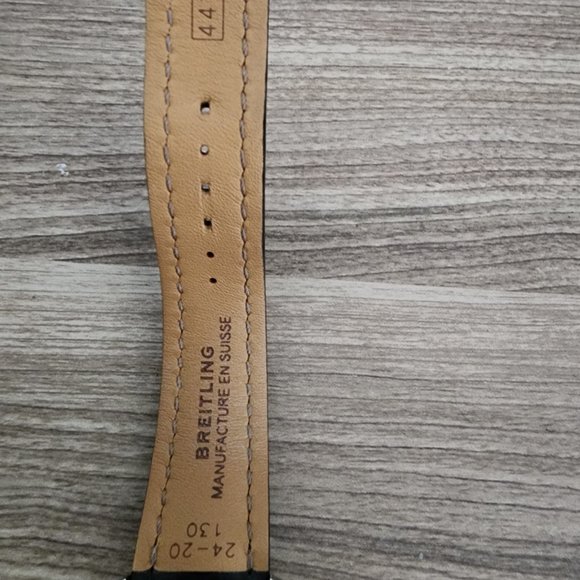 44
BREITLING
MANUFACTURE EN SUISSE
24-20
130